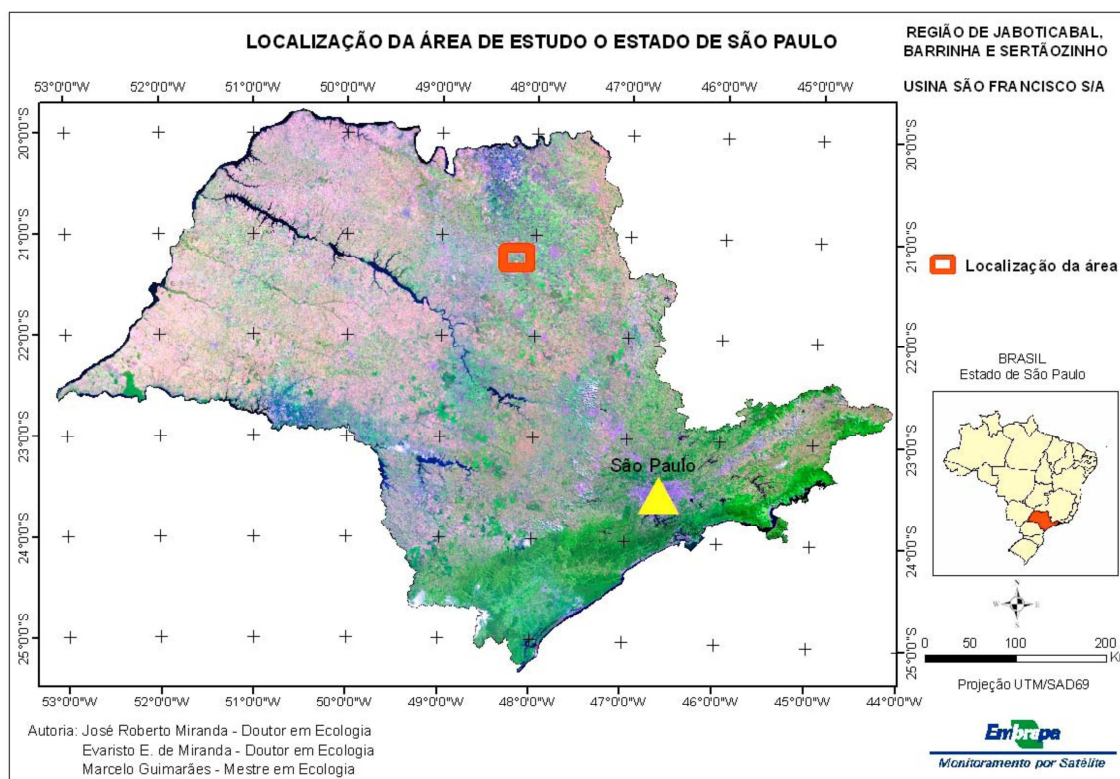 LOCALIZAÇÃO DA ÁREA DE ESTUDO O ESTADO DE SÃO PAULO
REGIÃO DE JABOTICABAL,
BARRINHA E SERTÃOZINHO
USINA SÃO FRANCISCO S/A
53°0'0"W 52°0'0"W 51°0'0"W 50°0'0"W 49°0'0"W 48°0'0"W 47°0'0"W 46°0'0"W 45°0'0"W
20°0'0"S
20°0'0"S
21°0'0"S
21°0'0"S
Localização da área
22°0'0"S
22°0'0"S
BRASIL
Estado de São Paulo
23°0'0"S
23°0'0"S
São Paulo
24°0'0"S
24°0'0"S
N
W E
S
25°0'0"S
25°0'0"S
0 50 100 200
Km
Projeção UTM/SAD69
53°0'0"W 52°0'0"W 51°0'0"W 50°0'0"W 49°0'0"W 48°0'0"W 47°0'0"W 46°0'0"W 45°0'0"W 44°0'0"W
Autoria: José Roberto Miranda - Doutor em Ecologia
Evaristo E. de Miranda - Doutor em Ecologia
Marcelo Guimarães - Mestre em Ecologia
Embrapa
Monitoramento por Satélite